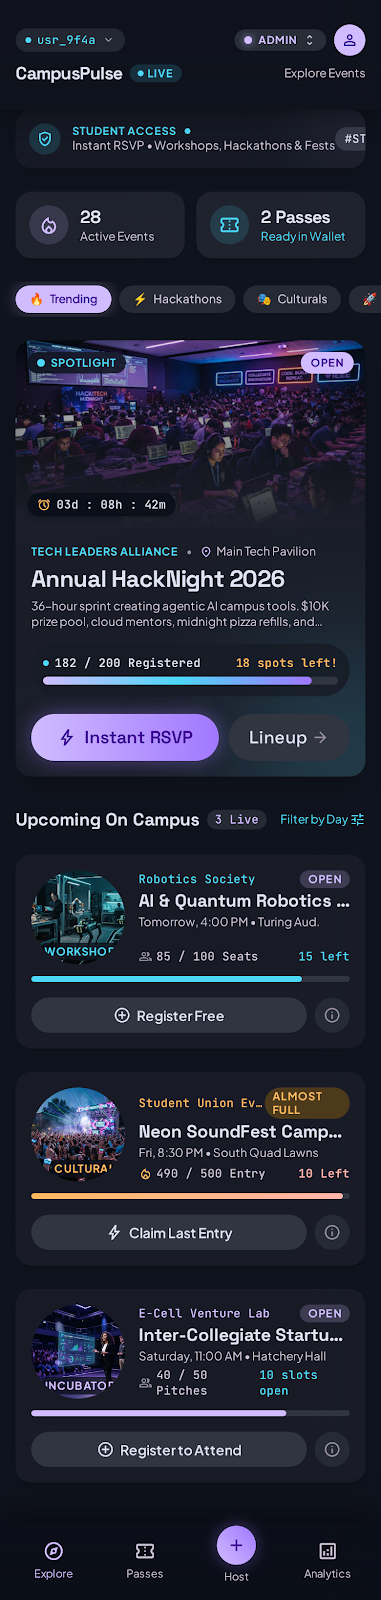 usr_9f4a
ADMIN
CampusPulse
LIVE
Explore Events
STUDENT ACCESS
Instant RSVP • Workshops, Hackathons & Fests
#ST
28
Active Events
2 Passes
Ready in Wallet
🔥 Trending
⚡ Hackathons
🎭 Culturals
SPOTLIGHT
OPEN
HACKTECH
MIDNIGHT
03d : 08h : 42m
TECH LEADERS ALLIANCE • Main Tech Pavilion
Annual HackNight 2026
36-hour sprint creating agentic AI campus tools. $10K
prize pool, cloud mentors, midnight pizza refills, and...
182 / 200 Registered
18 spots left!
Instant RSVP
Lineup →
Upcoming On Campus
3 Live
Filter by Day
Robotics Society
OPEN
AI & Quantum Robotics ...
Tomorrow, 4:00 PM • Turing Aud.
WORKSHOP
85 / 100 Seats
15 left
Register Free
Student Union Ev...
ALMOST
FULL
Neon SoundFest Camp...
Fri, 8:30 PM • South Quad Lawns
CULTURAL
490 / 500 Entry
10 Left
Claim Last Entry
E-Cell Venture Lab
OPEN
Inter-Collegiate Startu...
Saturday, 11:00 AM • Hatchery Hall
INCUBATOR
40 / 50
Pitches
10 slots
open
Register to Attend
Explore
Passes
Host
Analytics